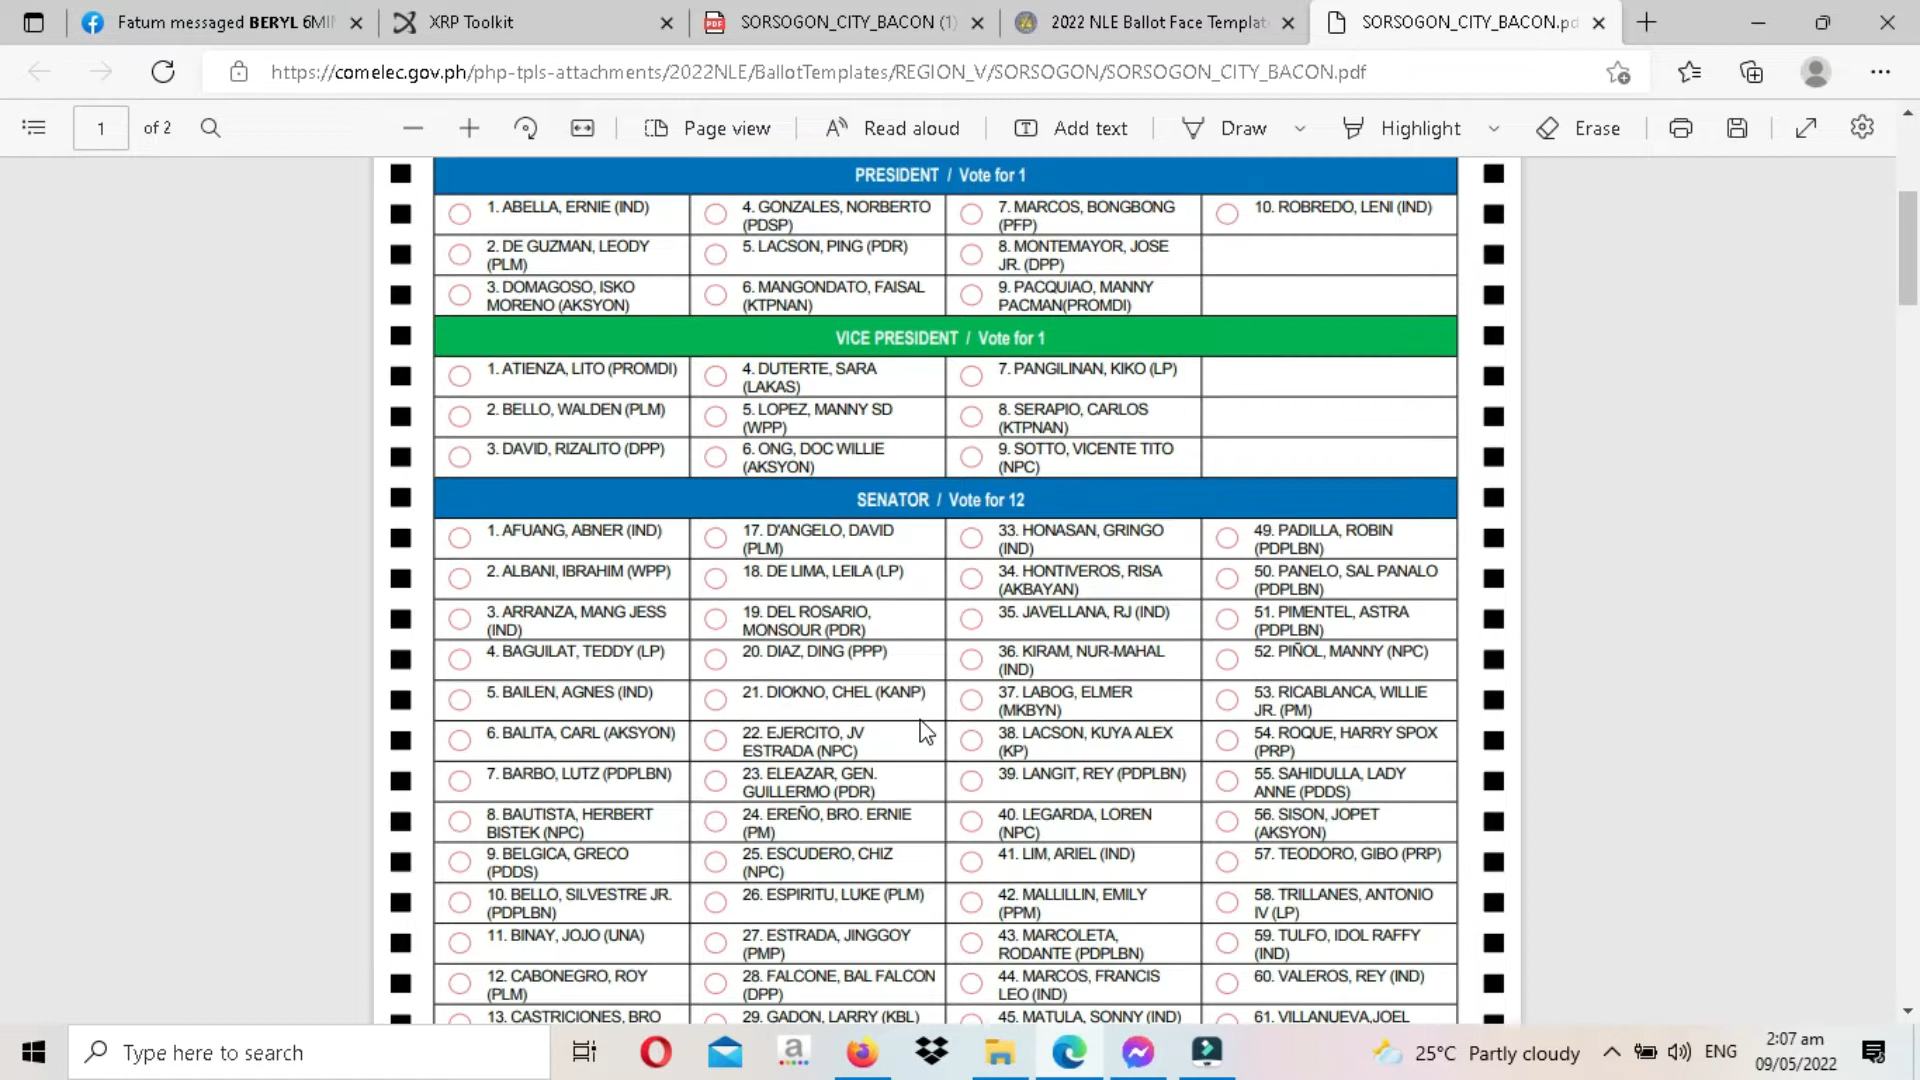 Fatum messaged BERYL 6MIN
XRP Toolkit
SORSOGON_CITY_BACON (1)
2022 NLE Ballot Face Templat
SORSOGON_CITY_BACON.pd
https://comelec.gov.ph/php-tpls-attachments/2022NLE/BallotTemplates/REGION_V/SORSOGON/SORSOGON_CITY_BACON.pdf
1 of 2 Page view Read aloud Add text Draw Highlight Erase
PRESIDENT / Vote for 1
1. ABELLA, ERNIE (IND)
2. DE GUZMAN, LEODY
(PLM)
3. DOMAGOSO, ISKO
MORENO (AKSYON)
4. GONZALES, NORBERTO
(PDSP)
5. LACSON, PING (PDR)
6. MANGONDATO, FAISAL
(KTPNAN)
7. MARCOS, BONGBONG
(PFP)
8. MONTEMAYOR, JOSE
JR. (DPP)
9. PACQUIAO, MANNY
PACMAN(PROMDI)
10. ROBREDO, LENI (IND)
VICE PRESIDENT / Vote for 1
1. ATIENZA, LITO (PROMDI)
2. BELLO, WALDEN (PLM)
3. DAVID, RIZALITO (DPP)
4. DUTERTE, SARA
(LAKAS)
5. LOPEZ, MANNY SD
(WPP)
6. ONG, DOC WILLIE
(AKSYON)
7. PANGILINAN, KIKO (LP)
8. SERAPIO, CARLOS
(KTPNAN)
9. SOTTO, VICENTE TITO
(NPC)
SENATOR / Vote for 12
1. AFUANG, ABNER (IND)
2. ALBANI, IBRAHIM (WPP)
3. ARRANZA, MANG JESS
(IND)
4. BAGUILAT, TEDDY (LP)
5. BAILEN, AGNES (IND)
6. BALITA, CARL (AKSYON)
7. BARBO, LUTZ (PDPLBN)
8. BAUTISTA, HERBERT
BISTEK (NPC)
9. BELGICA, GRECO
(PDDS)
10. BELLO, SILVESTRE JR.
(PDPLBN)
11. BINAY, JOJO (UNA)
12. CABONEGRO, ROY
(PLM)
13. CASTRICIONES, BRO
17. D'ANGELO, DAVID
(PLM)
18. DE LIMA, LEILA (LP)
19. DEL ROSARIO,
MONSOUR (PDR)
20. DIAZ, DING (PPP)
21. DIOKNO, CHEL (KANP)
22. EJERCITO, JV
ESTRADA (NPC)
23. ELEAZAR, GEN.
GUILLERMO (PDR)
24. EREÑO, BRO. ERNIE
(PM)
25. ESCUDERO, CHIZ
(NPC)
26. ESPIRITU, LUKE (PLM)
27. ESTRADA, JINGGOY
(PMP)
28. FALCONE, BAL FALCON
(DPP)
29. GADON, LARRY (KBL)
33. HONASAN, GRINGO
(IND)
34. HONTIVEROS, RISA
(AKBAYAN)
35. JAVELLANA, RJ (IND)
36. KIRAM, NUR-MAHAL
(IND)
37. LABOG, ELMER
(MKBYN)
38. LACSON, KUYA ALEX
(KP)
39. LANGIT, REY (PDPLBN)
40. LEGARDA, LOREN
(NPC)
41. LIM, ARIEL (IND)
42. MALLILLIN, EMILY
(PPM)
43. MARCOLETA,
RODANTE (PDPLBN)
44. MARCOS, FRANCIS
LEO (IND)
45. MATULA, SONNY (IND)
49. PADILLA, ROBIN
(PDPLBN)
50. PANELO, SAL PANALO
(PDPLBN)
51. PIMENTEL, ASTRA
(PDPLBN)
52. PIÑOL, MANNY (NPC)
53. RICABLANCA, WILLIE
JR. (PM)
54. ROQUE, HARRY SPOX
(PRP)
55. SAHIDULLA, LADY
ANNE (PDDS)
56. SISON, JOPET
(AKSYON)
57. TEODORO, GIBO (PRP)
58. TRILLANES, ANTONIO
IV (LP)
59. TULFO, IDOL RAFFY
(IND)
60. VALEROS, REY (IND)
61. VILLANUEVA,JOEL
Type here to search
25°C Partly cloudy
ENG
2:07 am
09/05/2022